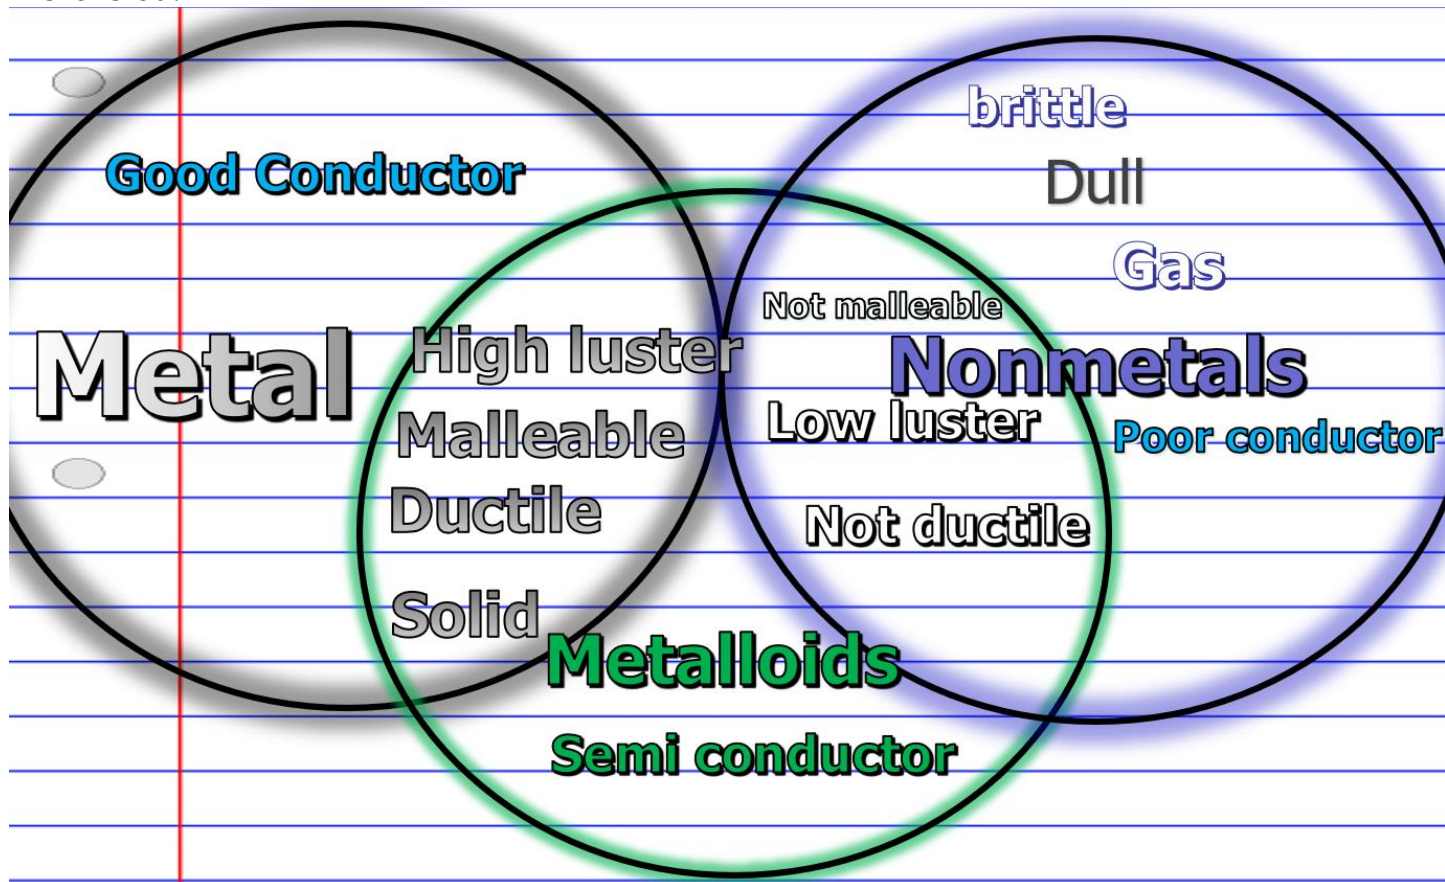 Good Conductor
Metal
High luster
Malleable
Ductile
Solid
brittle
Dull
Gas
Not malleable
Nonmetals
Low luster
Poor conductor
Not ductile
Metalloids
Semi conductor